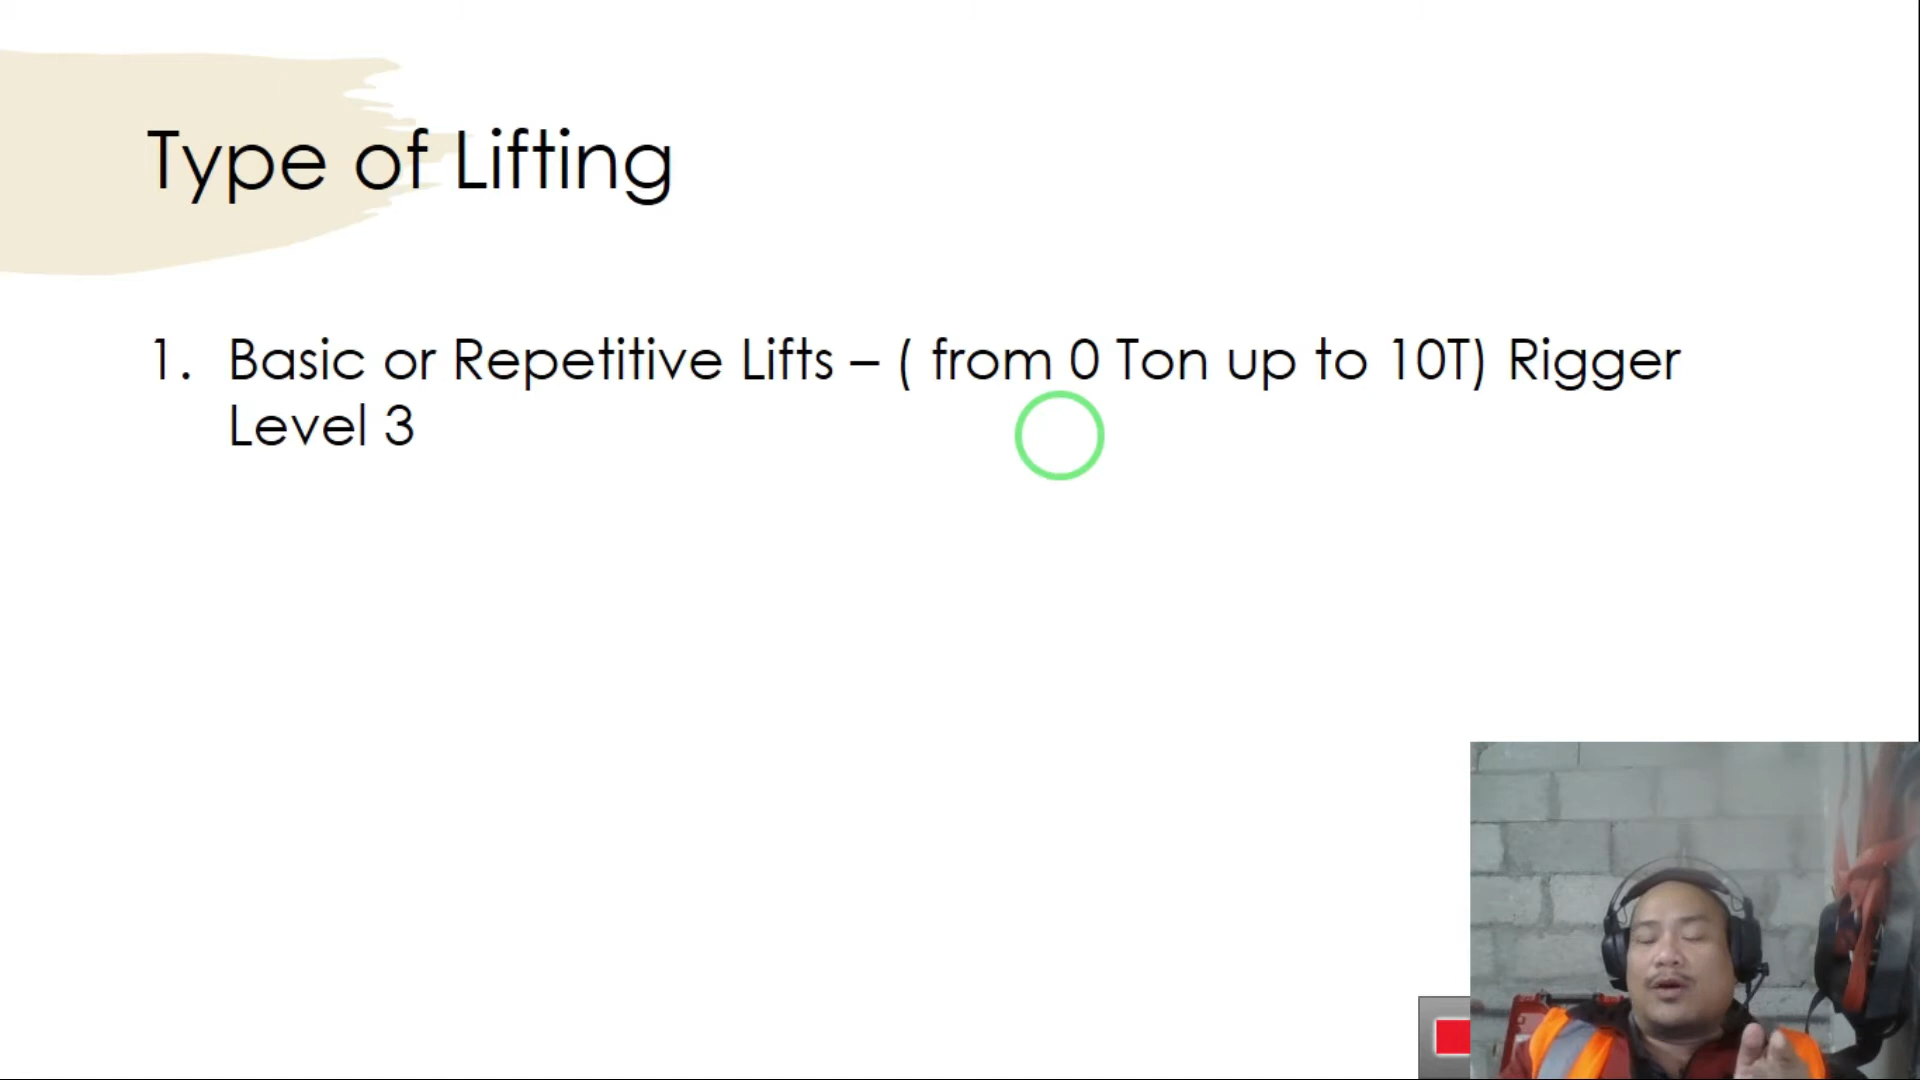 Type of Lifting
1. Basic or Repetitive Lifts – ( from 0 Ton up to 10T) Rigger
Level 3